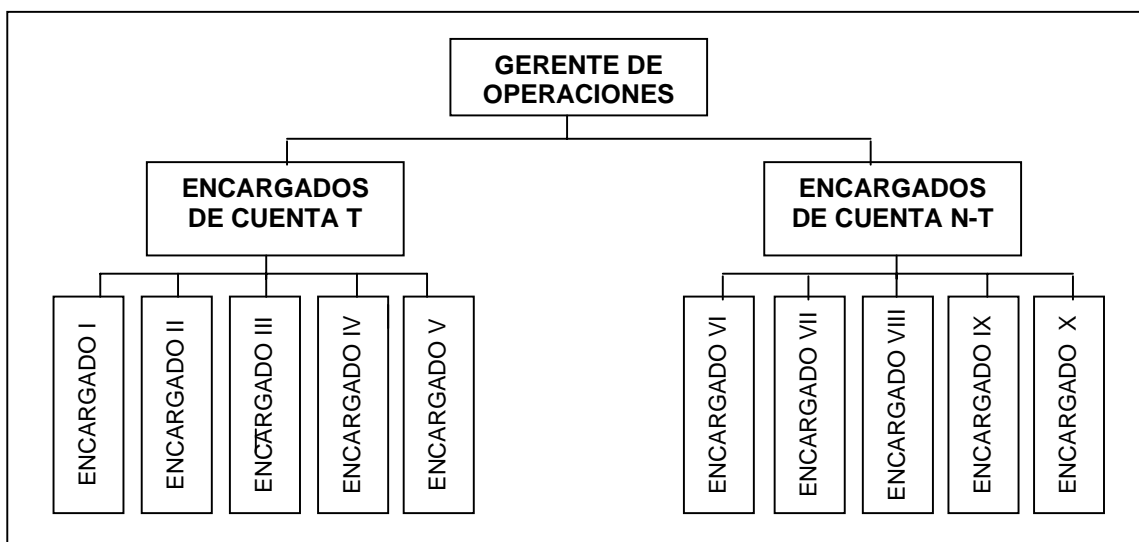 GERENTE DE
OPERACIONES
ENCARGADOS
DE CUENTA T
ENCARGADOS
DE CUENTA N-T
ENCARGADO I
ENCARGADO II
ENCARGADO III
ENCARGADO IV
ENCARGADO V
ENCARGADO VI
ENCARGADO VII
ENCARGADO VIII
ENCARGADO IX
ENCARGADO X